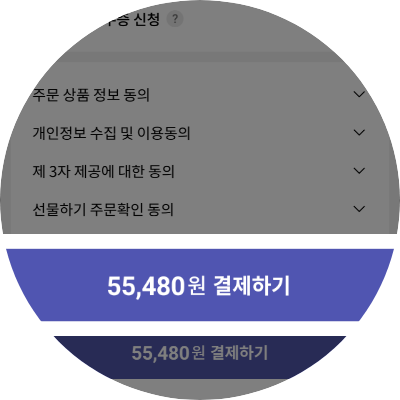 신청 ?
주문 상품 정보 동의
개인정보 수집 및 이용동의
제 3자 제공에 대한 동의
선물하기 주문확인 동의
55,480원 결제하기
55,480원 결제하기